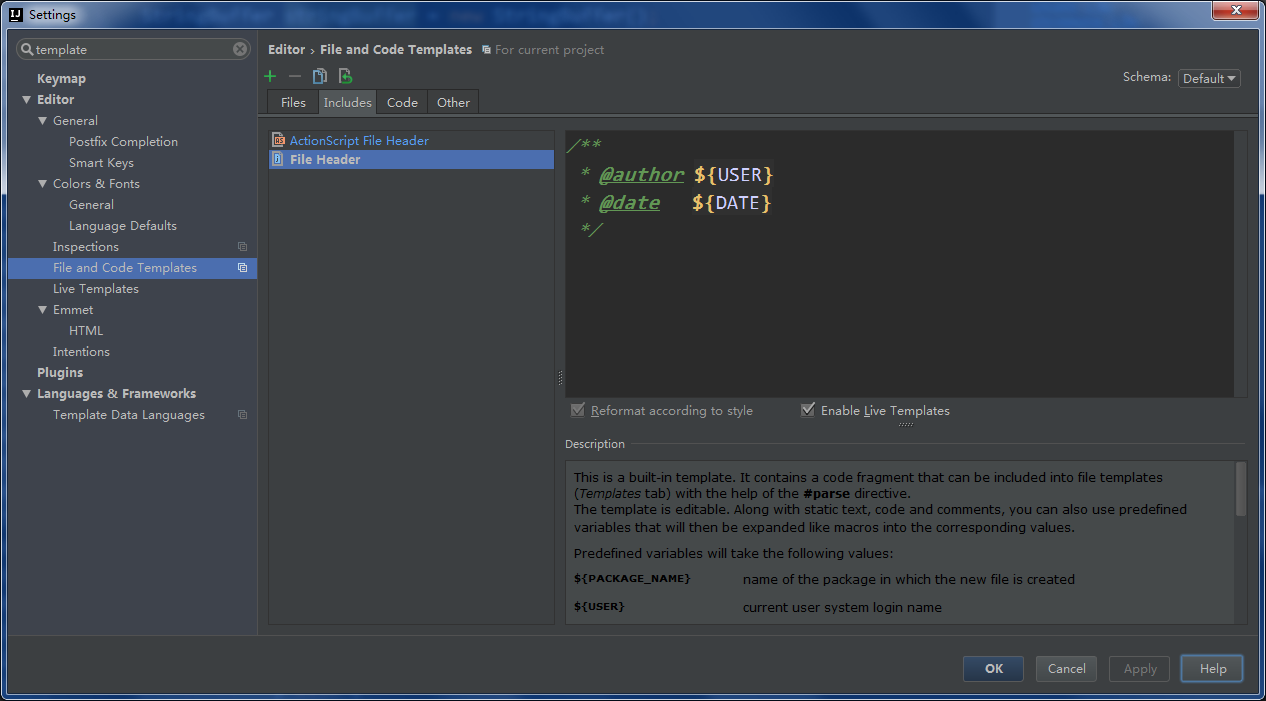 IJ Settings
template
Keymap
Editor
General
Postfix Completion
Smart Keys
Colors & Fonts
General
Language Defaults
Inspections
File and Code Templates
Live Templates
Emmet
HTML
Intentions
Plugins
Languages & Frameworks
Template Data Languages
Editor › File and Code Templates For current project
Schema: Default
Files Includes Code Other
ActionScript File Header
File Header
/**
* @author ${USER}
* @date ${DATE}
*/
Reformat according to style Enable Live Templates
Description
This is a built-in template. It contains a code fragment that can be included into file templates
(Templates tab) with the help of the #parse directive.
The template is editable. Along with static text, code and comments, you can also use predefined
variables that will then be expanded like macros into the corresponding values.
Predefined variables will take the following values:
${PACKAGE_NAME} name of the package in which the new file is created
${USER} current user system login name
OK Cancel Apply Help